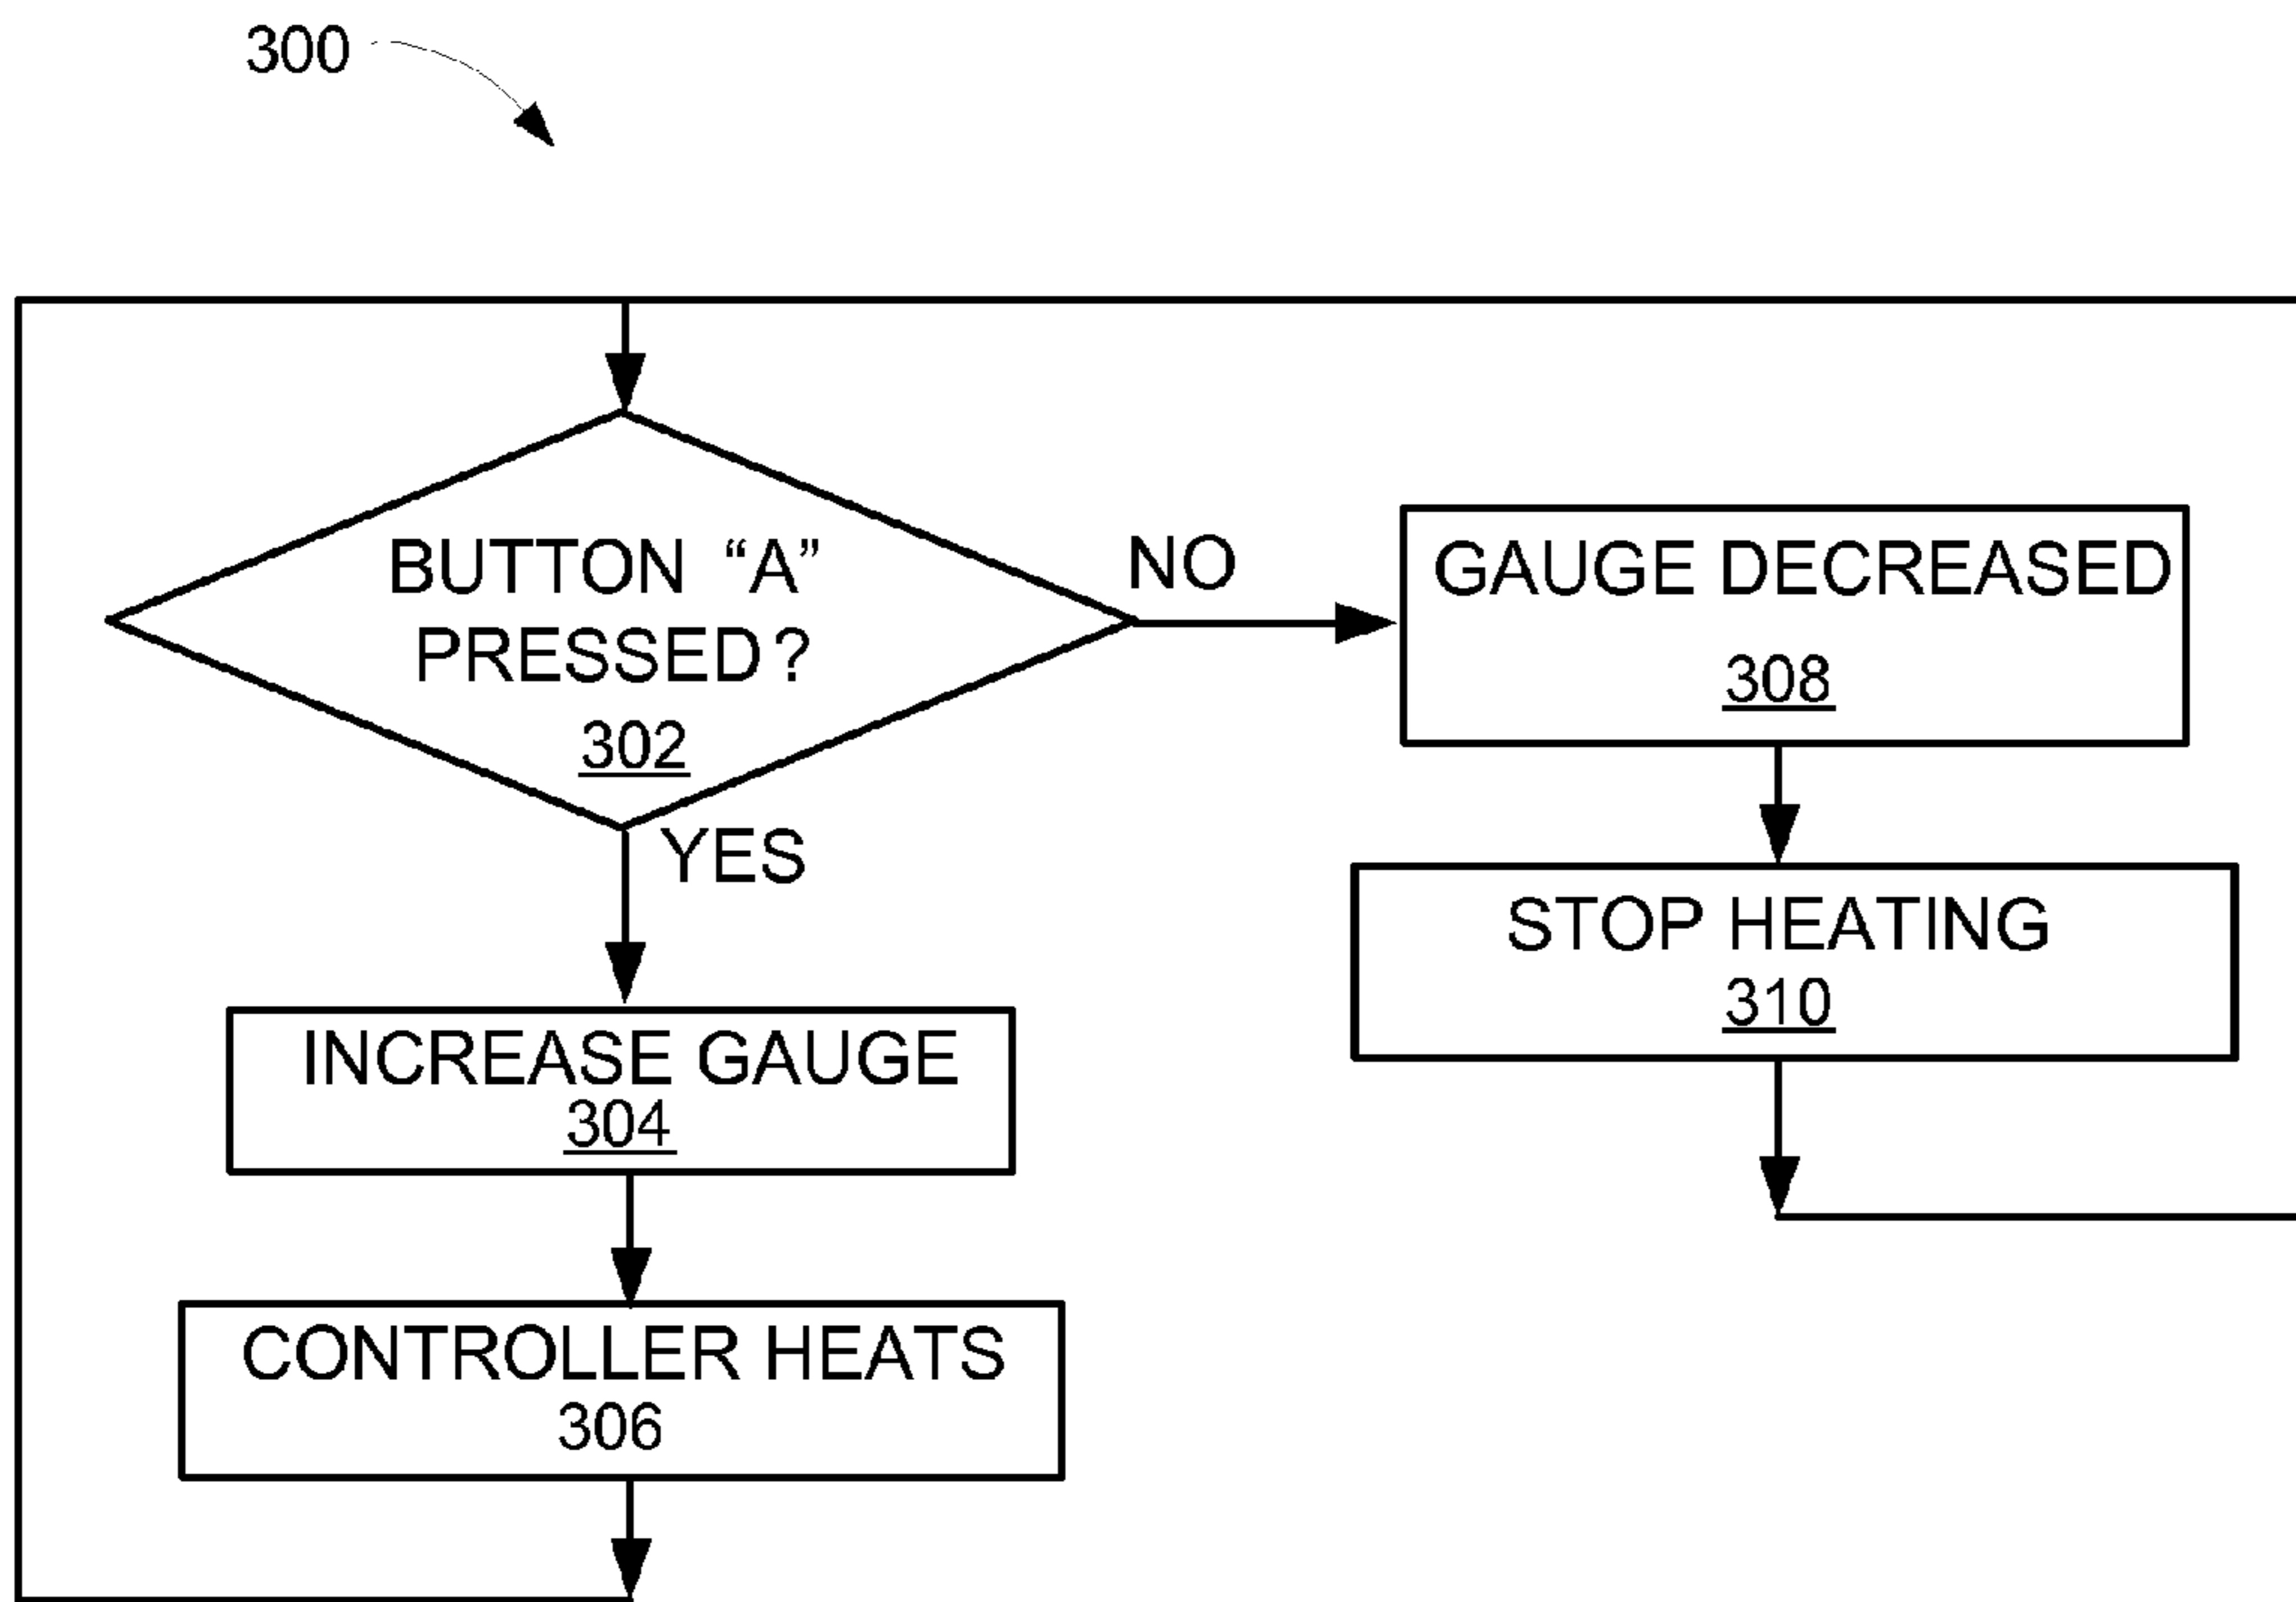 300
BUTTON “A”
PRESSED?
302
NO
YES
INCREASE GAUGE
304
CONTROLLER HEATS
306
GAUGE DECREASED
308
STOP HEATING
310